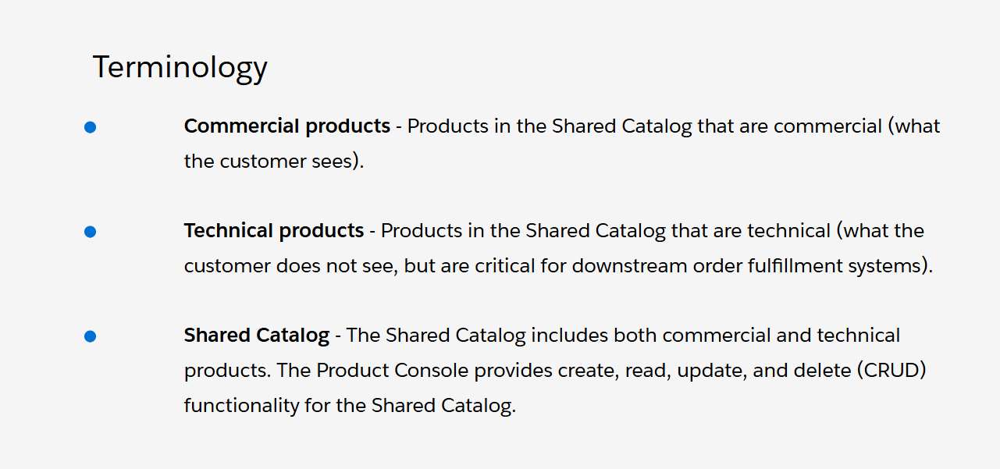 Terminology
Commercial products - Products in the Shared Catalog that are commercial (what
the customer sees).
Technical products - Products in the Shared Catalog that are technical (what the
customer does not see, but are critical for downstream order fulfillment systems).
Shared Catalog - The Shared Catalog includes both commercial and technical
products. The Product Console provides create, read, update, and delete (CRUD)
functionality for the Shared Catalog.